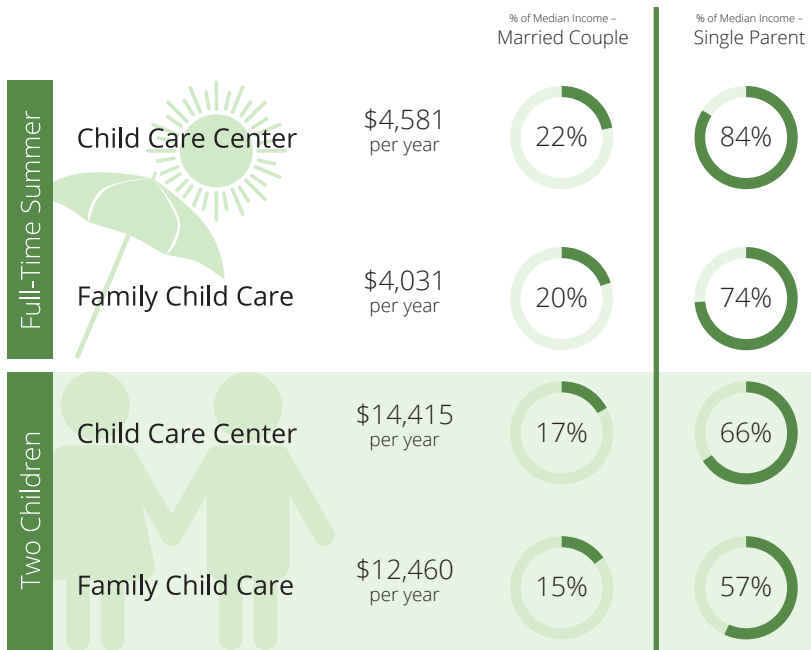 % of Median Income –
Married Couple
% of Median Income –
Single Parent
Full-Time Summer
Child Care Center
$4,581
per year
22%
84%
Family Child Care
$4,031
per year
20%
74%
Two Children
Child Care Center
$14,415
per year
17%
66%
Family Child Care
$12,460
per year
15%
57%